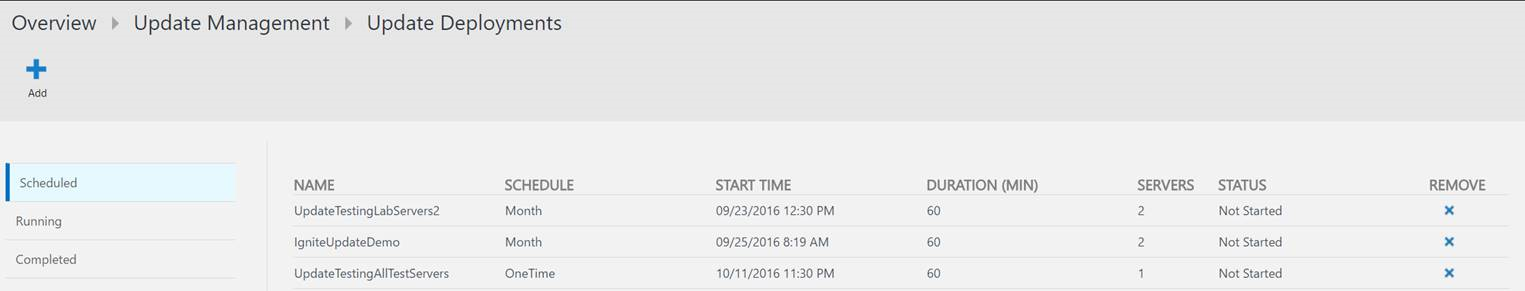 Overview Update Management Update Deployments
Add
Scheduled
Running
Completed
NAME SCHEDULE START TIME DURATION (MIN) SERVERS STATUS REMOVE
UpdateTestingLabServers2 Month 09/23/2016 12:30 PM 60 2 Not Started
IgniteUpdateDemo Month 09/25/2016 8:19 AM 60 2 Not Started
UpdateTestingAllTestServers OneTime 10/11/2016 11:30 PM 60 1 Not Started